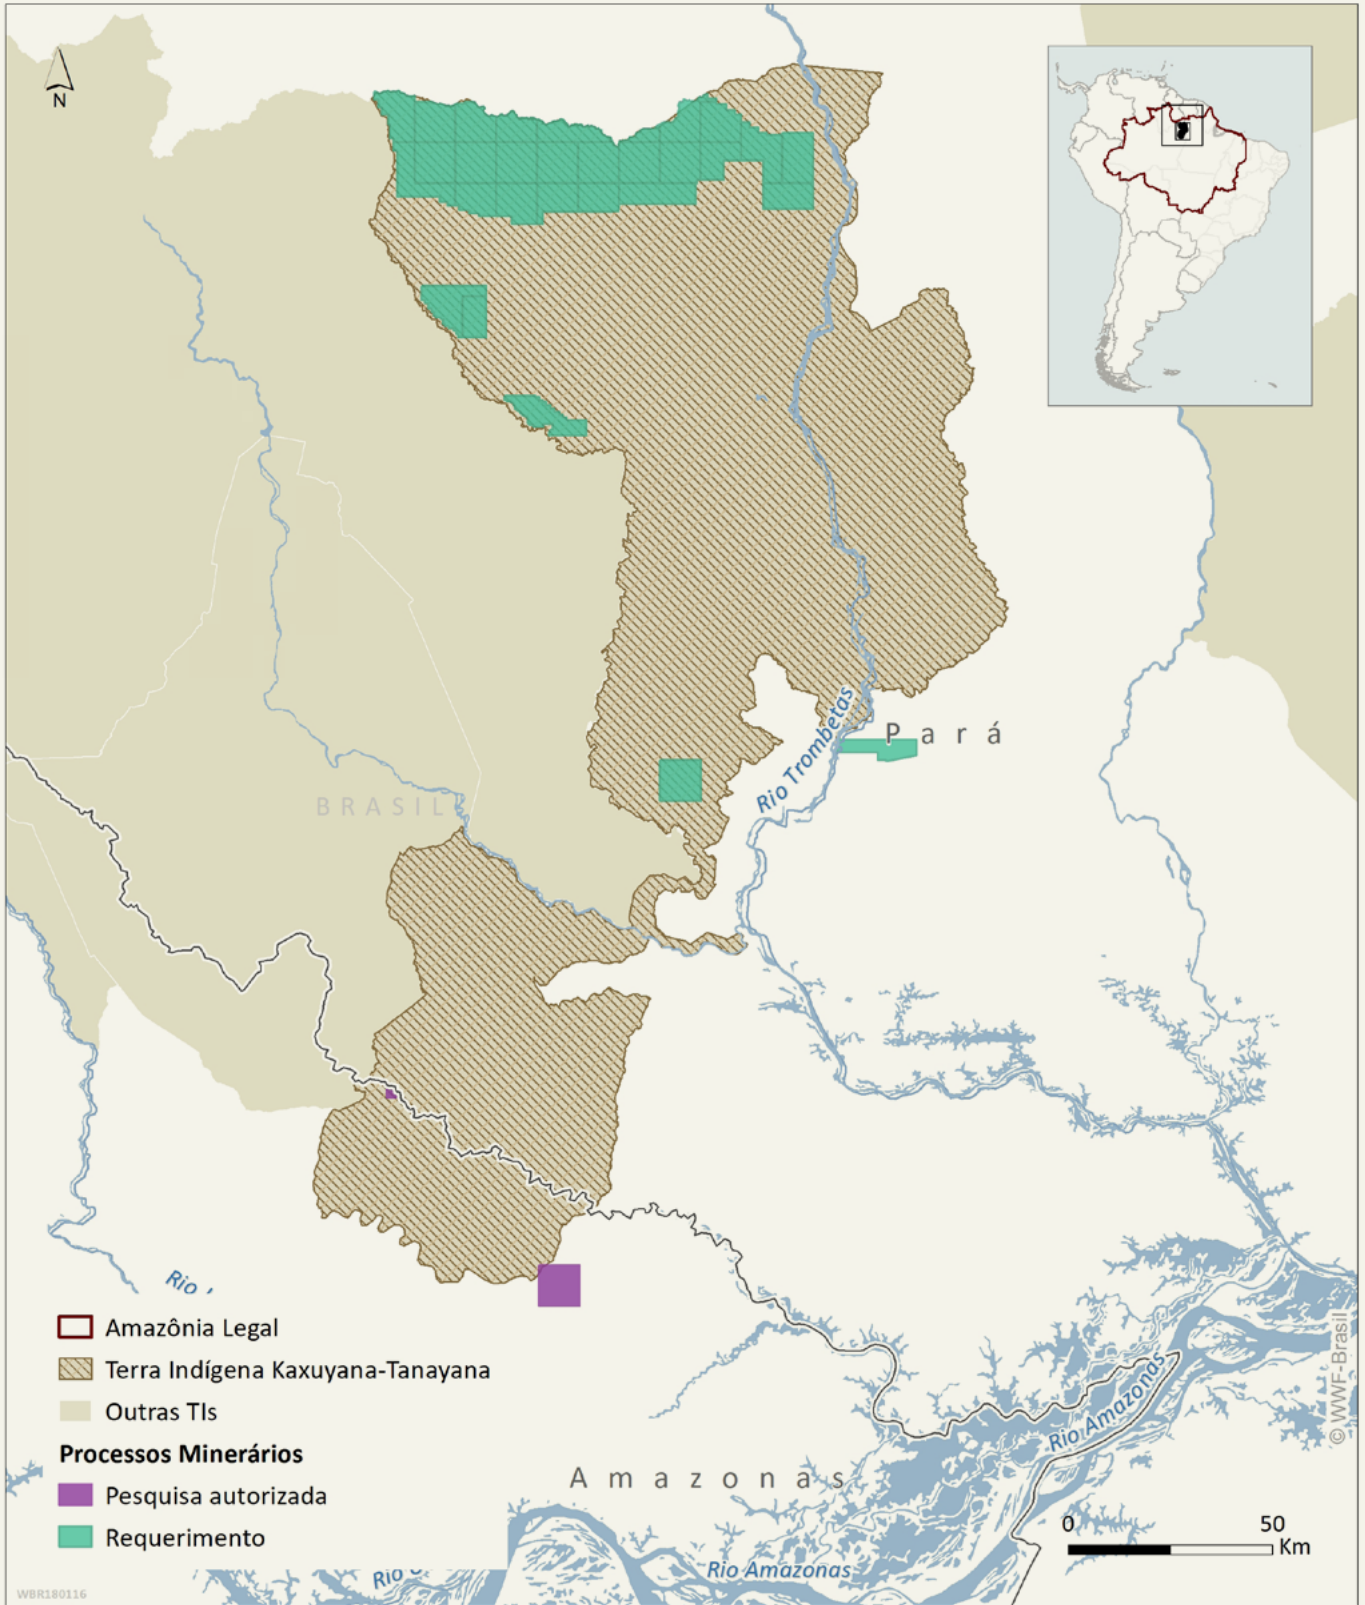 N
Pará
Rio Trombetas
BRASIL
Rio
Amazônia Legal
Terra Indígena Kaxuyana-Tanayana
Outras TIs
Processos Minerários
Pesquisa autorizada
Requerimento
Amazonas
Rio Amazonas
© WWF-Brasil
0 50
Km
Rio Amazonas
Rio
WBR180116